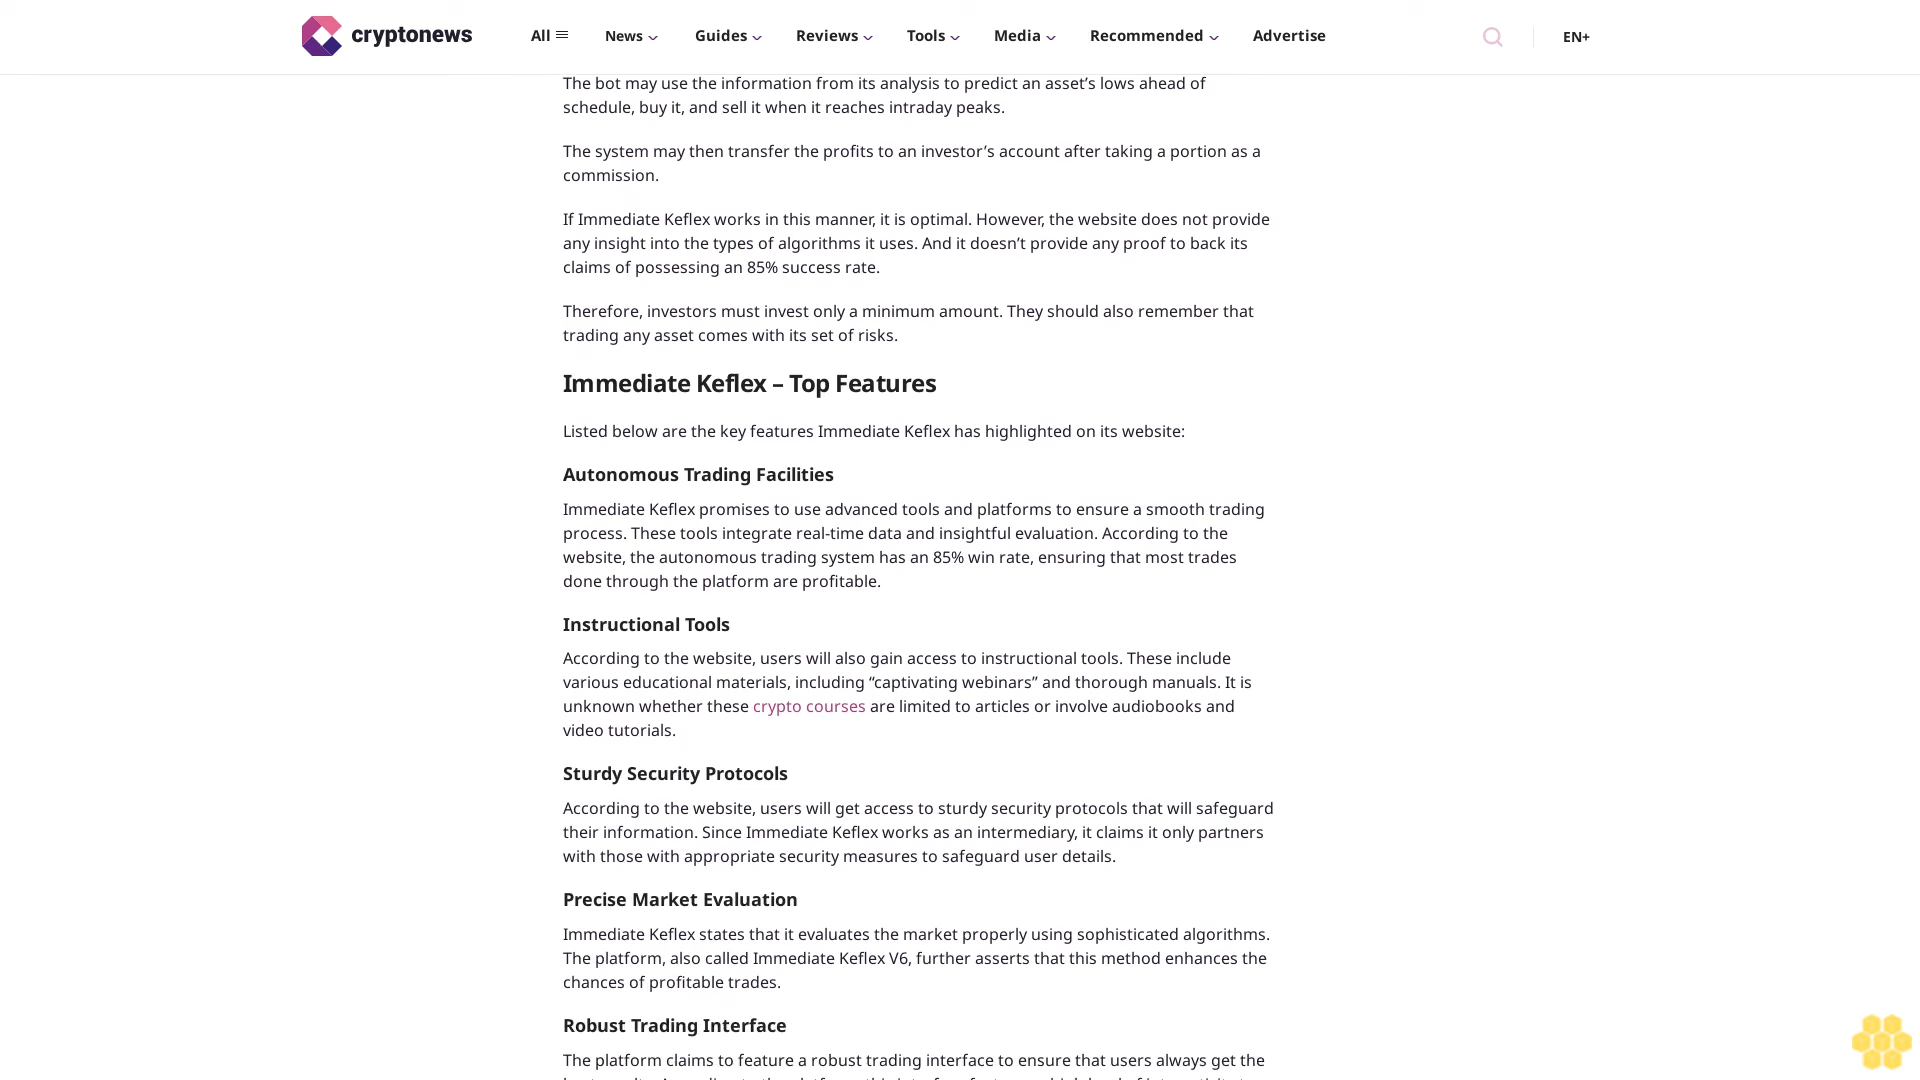 cryptonews
All
News
Guides
Reviews
Tools
Media
Recommended
Advertise
EN+
The bot may use the information from its analysis to predict an asset’s lows ahead of
schedule, buy it, and sell it when it reaches intraday peaks.
The system may then transfer the profits to an investor’s account after taking a portion as a
commission.
If Immediate Keflex works in this manner, it is optimal. However, the website does not provide
any insight into the types of algorithms it uses. And it doesn’t provide any proof to back its
claims of possessing an 85% success rate.
Therefore, investors must invest only a minimum amount. They should also remember that
trading any asset comes with its set of risks.
Immediate Keflex – Top Features
Listed below are the key features Immediate Keflex has highlighted on its website:
Autonomous Trading Facilities
Immediate Keflex promises to use advanced tools and platforms to ensure a smooth trading
process. These tools integrate real-time data and insightful evaluation. According to the
website, the autonomous trading system has an 85% win rate, ensuring that most trades
done through the platform are profitable.
Instructional Tools
According to the website, users will also gain access to instructional tools. These include
various educational materials, including “captivating webinars” and thorough manuals. It is
unknown whether these crypto courses are limited to articles or involve audiobooks and
video tutorials.
Sturdy Security Protocols
According to the website, users will get access to sturdy security protocols that will safeguard
their information. Since Immediate Keflex works as an intermediary, it claims it only partners
with those with appropriate security measures to safeguard user details.
Precise Market Evaluation
Immediate Keflex states that it evaluates the market properly using sophisticated algorithms.
The platform, also called Immediate Keflex V6, further asserts that this method enhances the
chances of profitable trades.
Robust Trading Interface
The platform claims to feature a robust trading interface to ensure that users always get the